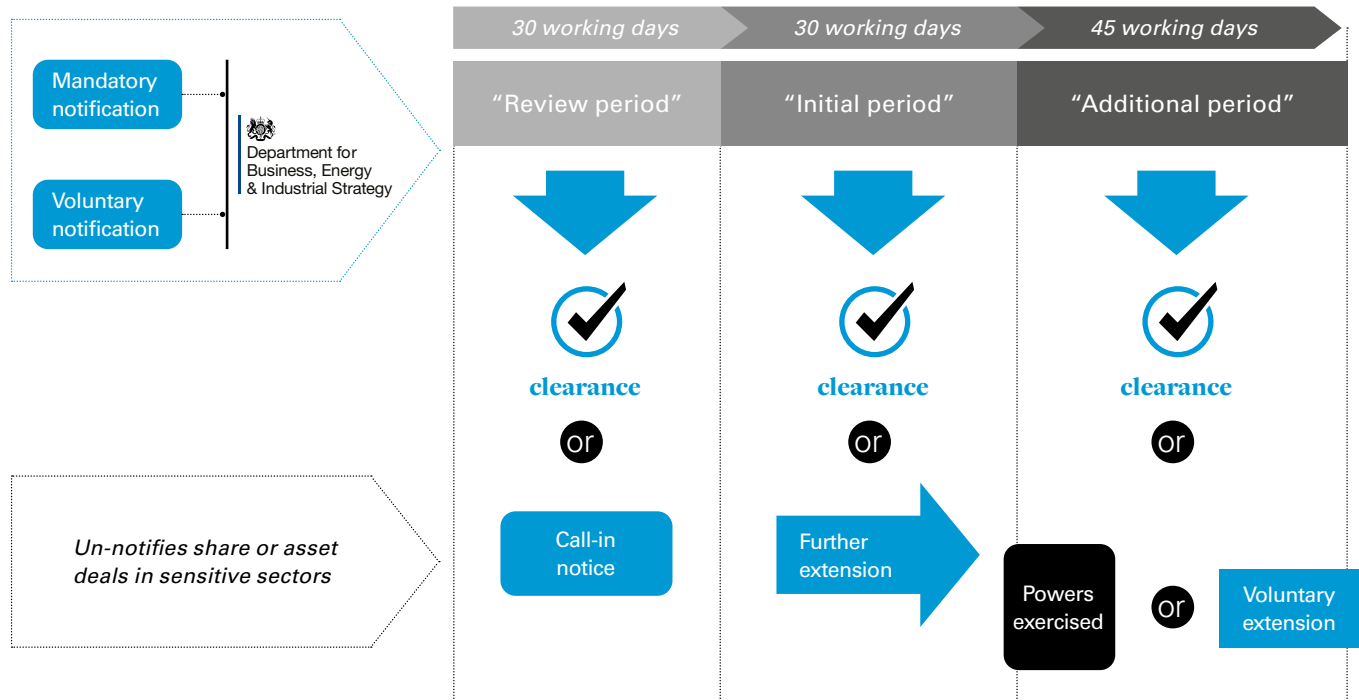 30 working days
30 working days
45 working days
Mandatory
notification
Voluntary
notification
Department for
Business, Energy
& Industrial Strategy
“Review period”
“Initial period”
“Additional period”
clearance
clearance
clearance
or
or
or
Un-notifies share or asset
deals in sensitive sectors
Call-in
notice
Further
extension
Powers
exercised
or
Voluntary
extension